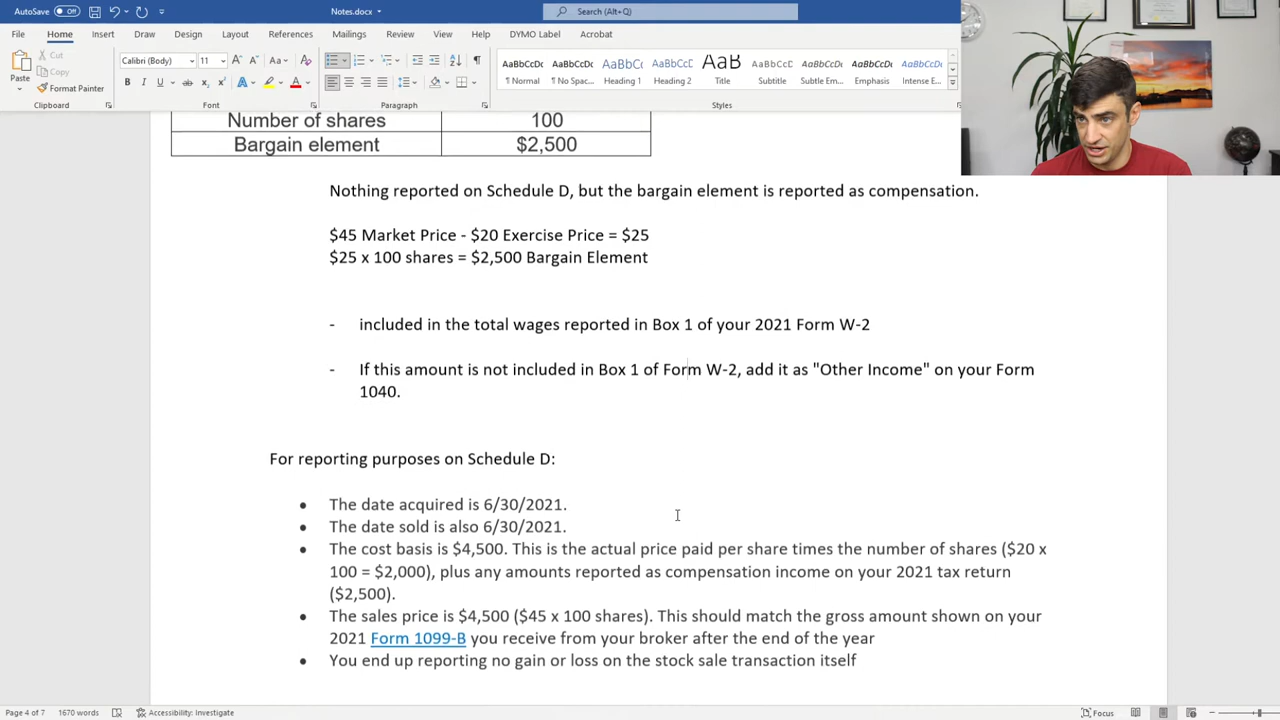 AutoSave Off Notes.docx Search (Alt+Q)
File Home Insert Draw Design Layout References Mailings Review View Help DYMO Label Acrobat
Cut
Copy
Paste
Format Painter
Calibri (Body) 11
AaBbCcDc AaBbCcDc AaBbCc AaBbCcC AaB AaBbCcD AaBbCcDc AaBbCcDc AaBbCcDc
¶ Normal ¶ No Spac... Heading 1 Heading 2 Title Subtitle Subtle Em... Emphasis Intense E...
Clipboard Font Paragraph Styles
Number of shares 100
Bargain element $2,500
Nothing reported on Schedule D, but the bargain element is reported as compensation.
$45 Market Price - $20 Exercise Price = $25
$25 x 100 shares = $2,500 Bargain Element
- included in the total wages reported in Box 1 of your 2021 Form W-2
- If this amount is not included in Box 1 of Form W-2, add it as "Other Income" on your Form
1040.
For reporting purposes on Schedule D:
• The date acquired is 6/30/2021.
• The date sold is also 6/30/2021.
• The cost basis is $4,500. This is the actual price paid per share times the number of shares ($20 x
100 = $2,000), plus any amounts reported as compensation income on your 2021 tax return
($2,500).
• The sales price is $4,500 ($45 x 100 shares). This should match the gross amount shown on your
2021 Form 1099-B you receive from your broker after the end of the year
• You end up reporting no gain or loss on the stock sale transaction itself
Page 4 of 7 1670 words Accessibility: Investigate Focus